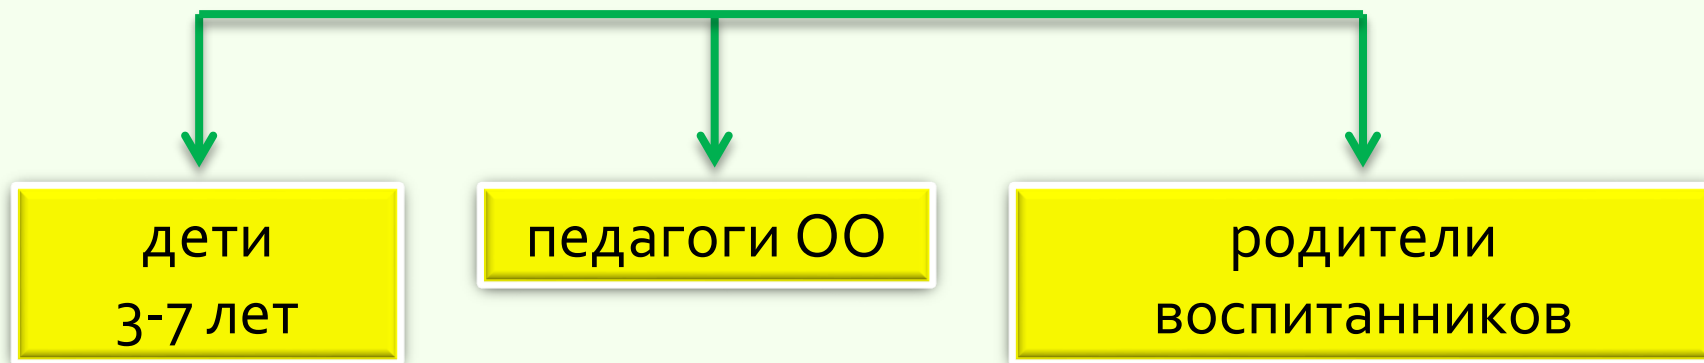 дети
3-7 лет
педагоги ОО
родители
воспитанников